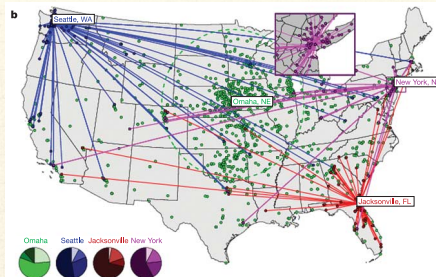 b
Seattle, WA
New York, N
Omaha, NE
Jacksonville, FL
Omaha Seattle Jacksonville New York